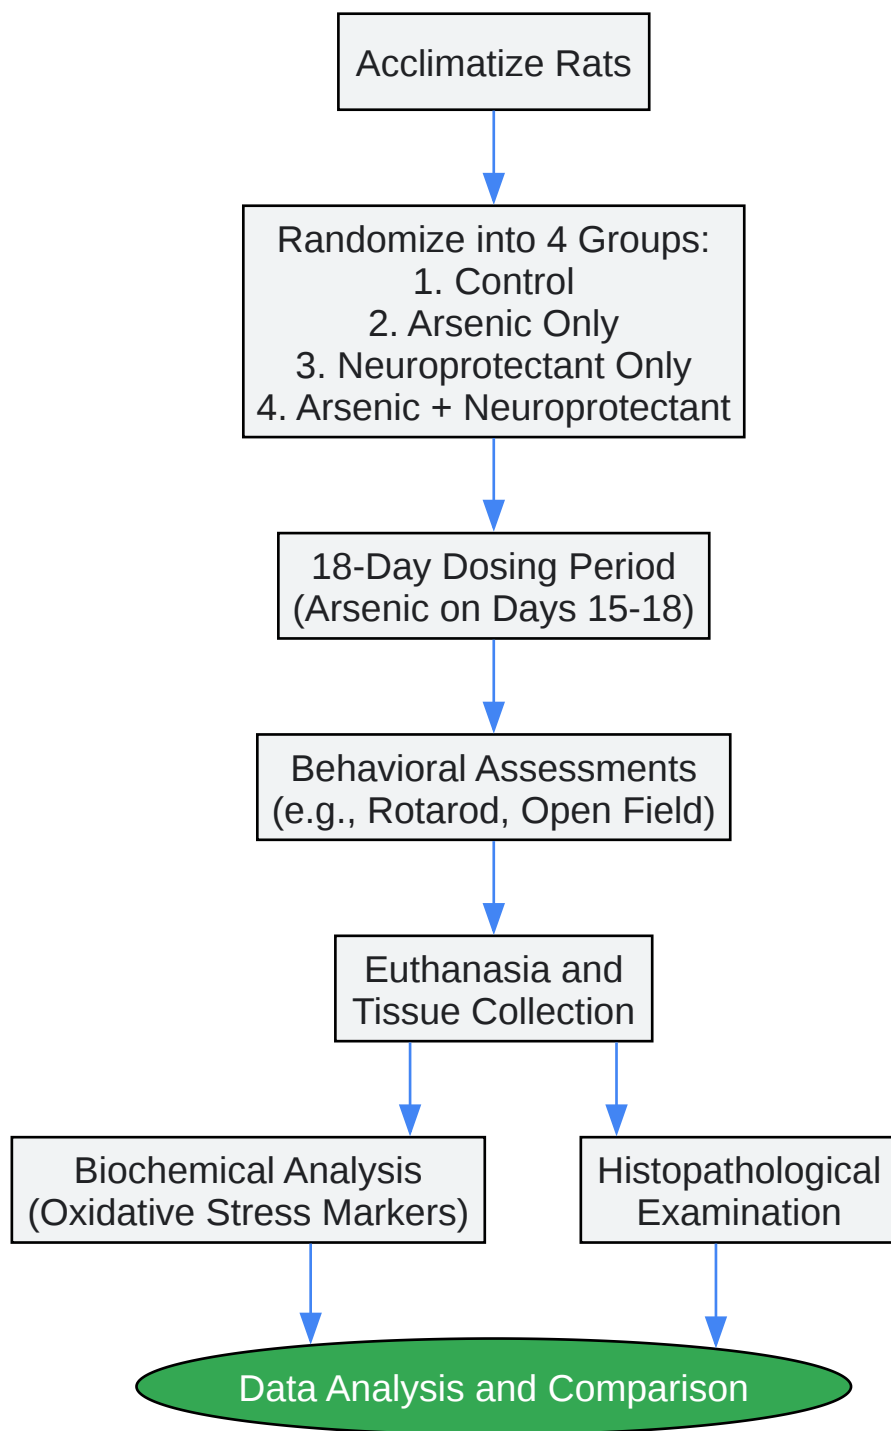 Acclimatize Rats
Randomize into 4 Groups:
1. Control
2. Arsenic Only
3. Neuroprotectant Only
4. Arsenic + Neuroprotectant
18-Day Dosing Period
(Arsenic on Days 15-18)
Behavioral Assessments
(e.g., Rotarod, Open Field)
Euthanasia and
Tissue Collection
Biochemical Analysis
(Oxidative Stress Markers)
Histopathological
Examination
Data Analysis and Comparison